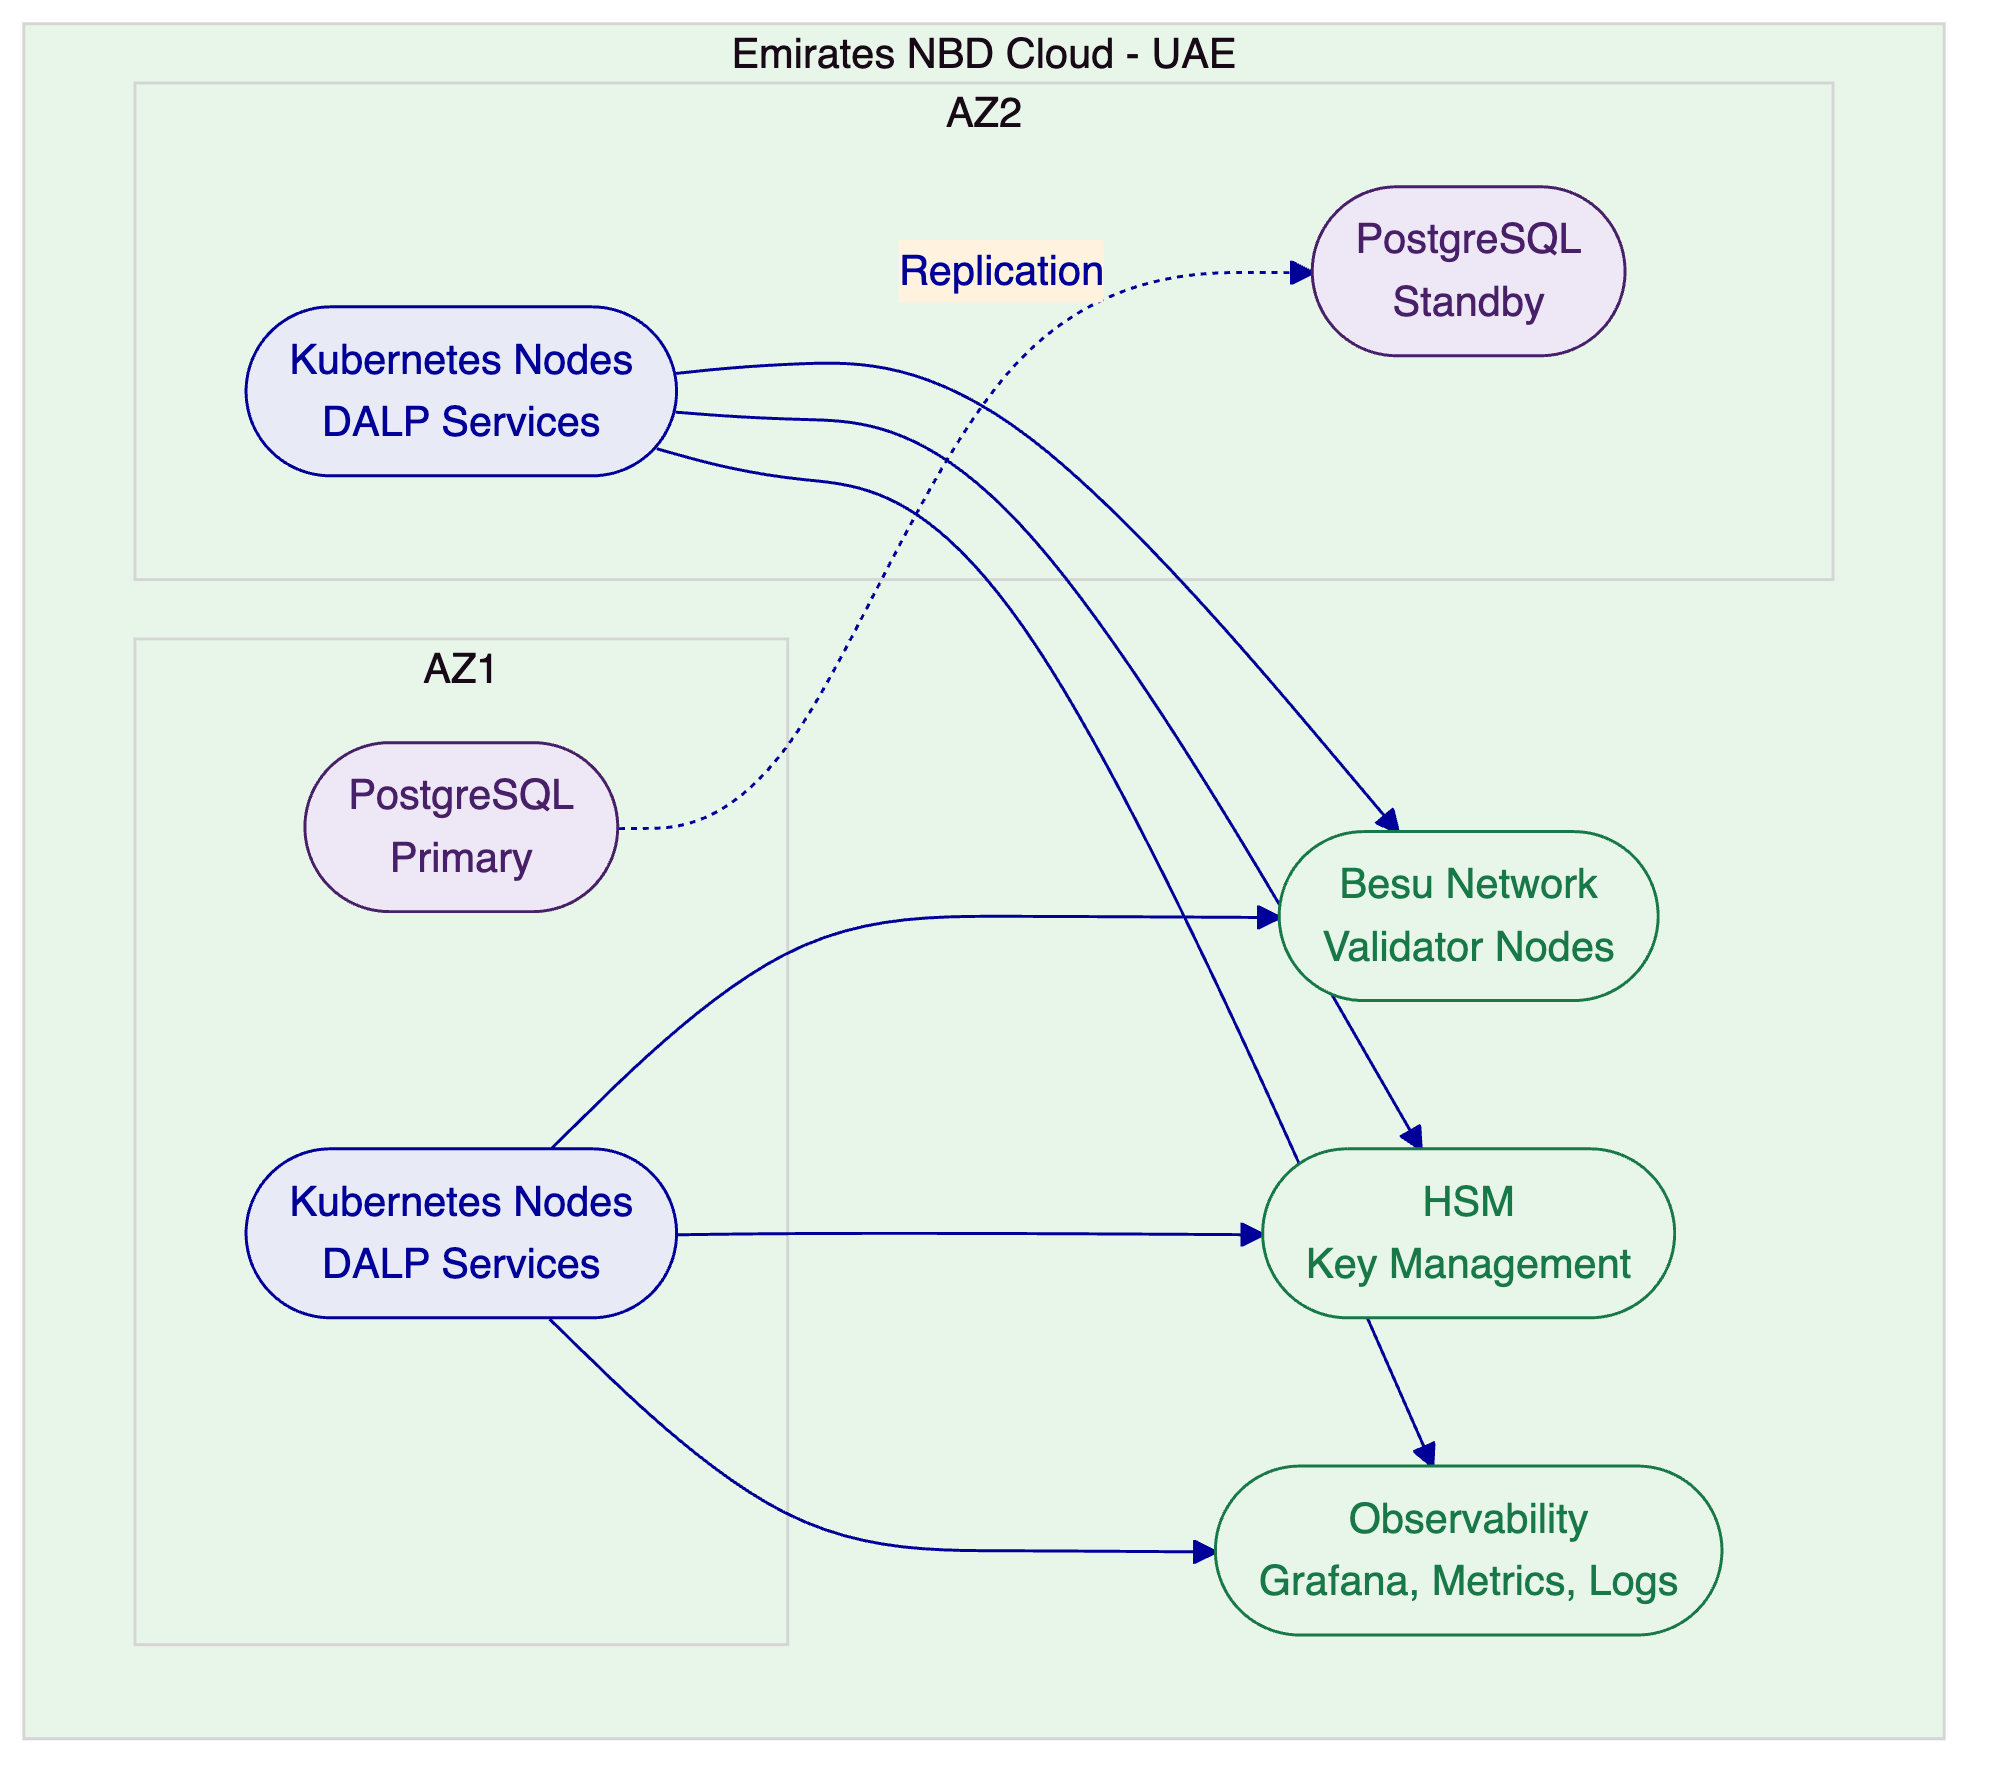 Emirates NBD Cloud - UAE
AZ2
Replication
PostgreSQL
Standby
Kubernetes Nodes
DALP Services
AZ1
PostgreSQL
Primary
Besu Network
Validator Nodes
Kubernetes Nodes
DALP Services
HSM
Key Management
Observability
Grafana, Metrics, Logs